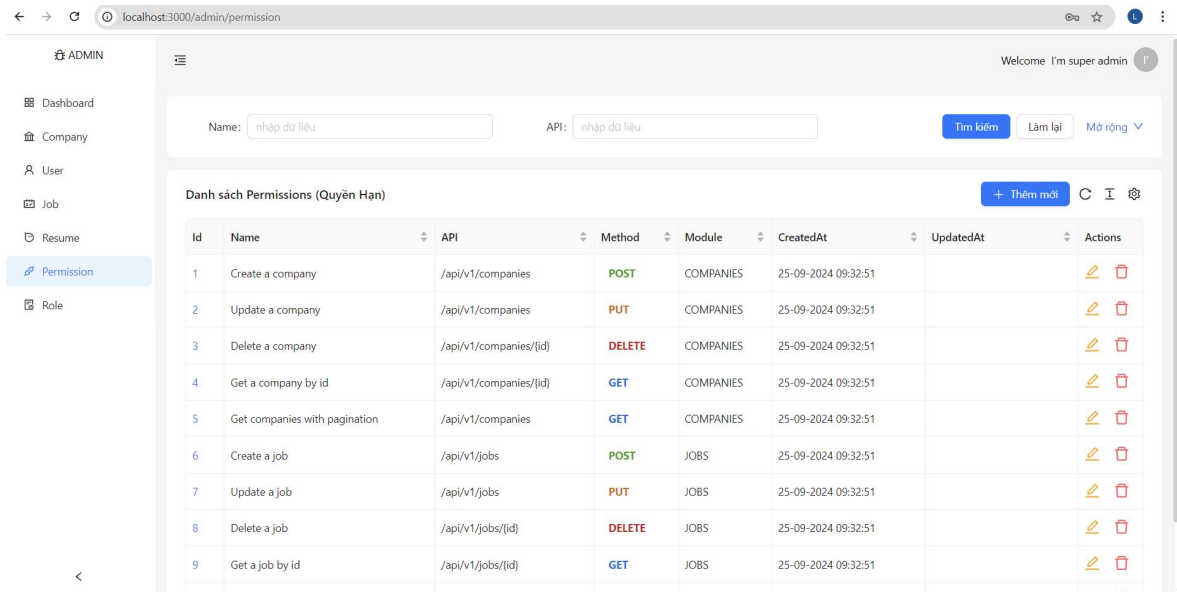 localhost:3000/admin/permission
L
ADMIN
Welcome I'm super admin I'
Dashboard
Company
User
Job
Resume
Permission
Role
Name: nhập dữ liệu API: nhập dữ liệu Tìm kiếm Làm lại Mở rộng
Danh sách Permissions (Quyền Hạn) + Thêm mới
Id Name API Method Module CreatedAt UpdatedAt Actions
1 Create a company /api/v1/companies POST COMPANIES 25-09-2024 09:32:51
2 Update a company /api/v1/companies PUT COMPANIES 25-09-2024 09:32:51
3 Delete a company /api/v1/companies/{id} DELETE COMPANIES 25-09-2024 09:32:51
4 Get a company by id /api/v1/companies/{id} GET COMPANIES 25-09-2024 09:32:51
5 Get companies with pagination /api/v1/companies GET COMPANIES 25-09-2024 09:32:51
6 Create a job /api/v1/jobs POST JOBS 25-09-2024 09:32:51
7 Update a job /api/v1/jobs PUT JOBS 25-09-2024 09:32:51
8 Delete a job /api/v1/jobs/{id} DELETE JOBS 25-09-2024 09:32:51
9 Get a job by id /api/v1/jobs/{id} GET JOBS 25-09-2024 09:32:51